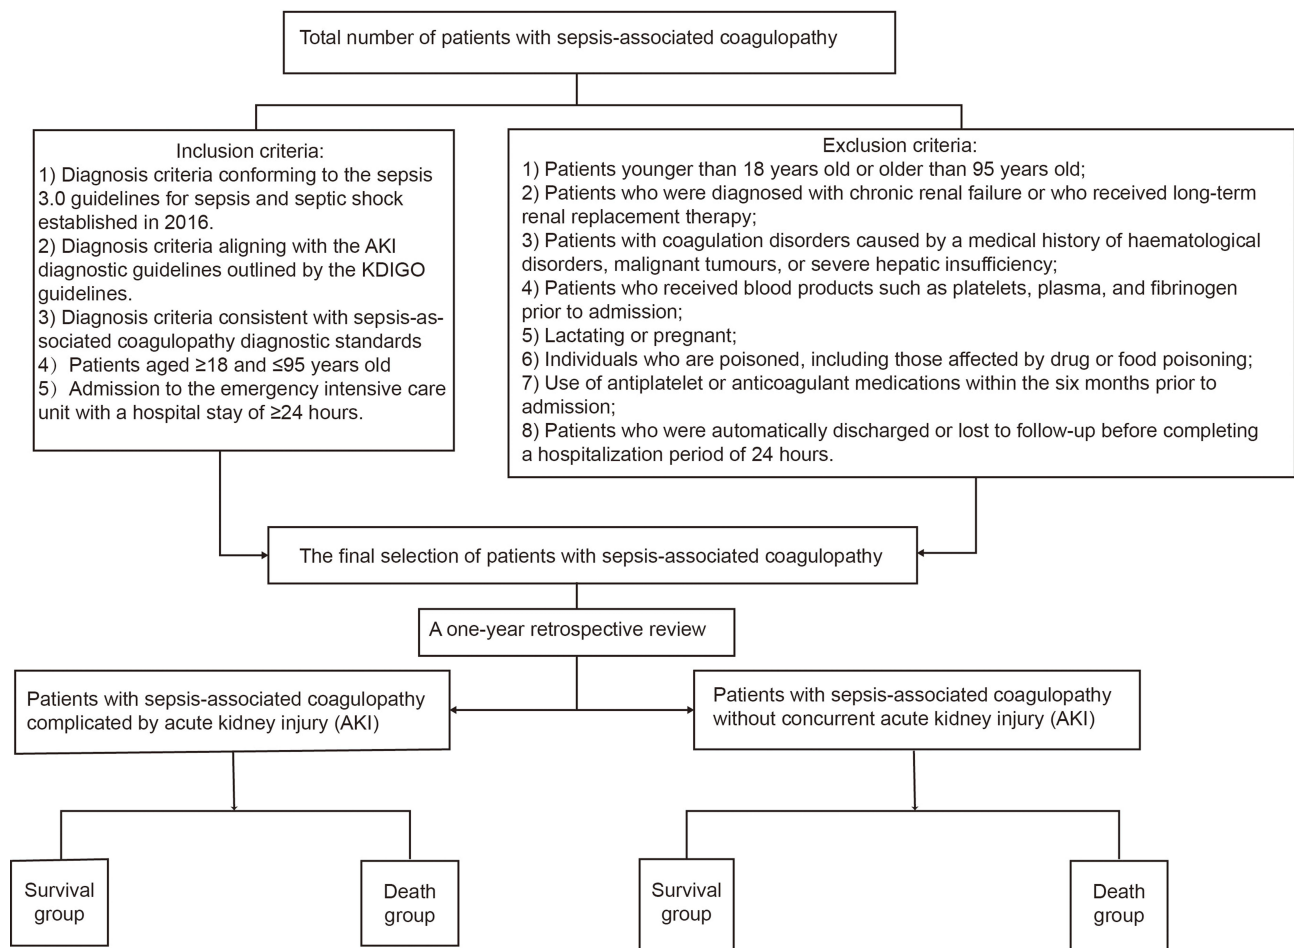 Total number of patients with sepsis-associated coagulopathy
Inclusion criteria:
1) Diagnosis criteria conforming to the sepsis
3.0 guidelines for sepsis and septic shock
established in 2016.
2) Diagnosis criteria aligning with the AKI
diagnostic guidelines outlined by the KDIGO
guidelines.
3) Diagnosis criteria consistent with sepsis-as-
sociated coagulopathy diagnostic standards
4）Patients aged ≥18 and ≤95 years old
5）Admission to the emergency intensive care
unit with a hospital stay of ≥24 hours.
Exclusion criteria:
1) Patients younger than 18 years old or older than 95 years old;
2) Patients who were diagnosed with chronic renal failure or who received long-term
renal replacement therapy;
3) Patients with coagulation disorders caused by a medical history of haematological
disorders, malignant tumours, or severe hepatic insufficiency;
4) Patients who received blood products such as platelets, plasma, and fibrinogen
prior to admission;
5) Lactating or pregnant;
6) Individuals who are poisoned, including those affected by drug or food poisoning;
7) Use of antiplatelet or anticoagulant medications within the six months prior to
admission;
8) Patients who were automatically discharged or lost to follow-up before completing
a hospitalization period of 24 hours.
The final selection of patients with sepsis-associated coagulopathy
A one-year retrospective review
Patients with sepsis-associated coagulopathy
complicated by acute kidney injury (AKI)
Patients with sepsis-associated coagulopathy
without concurrent acute kidney injury (AKI)
Survival
group
Death
group
Survival
group
Death
group